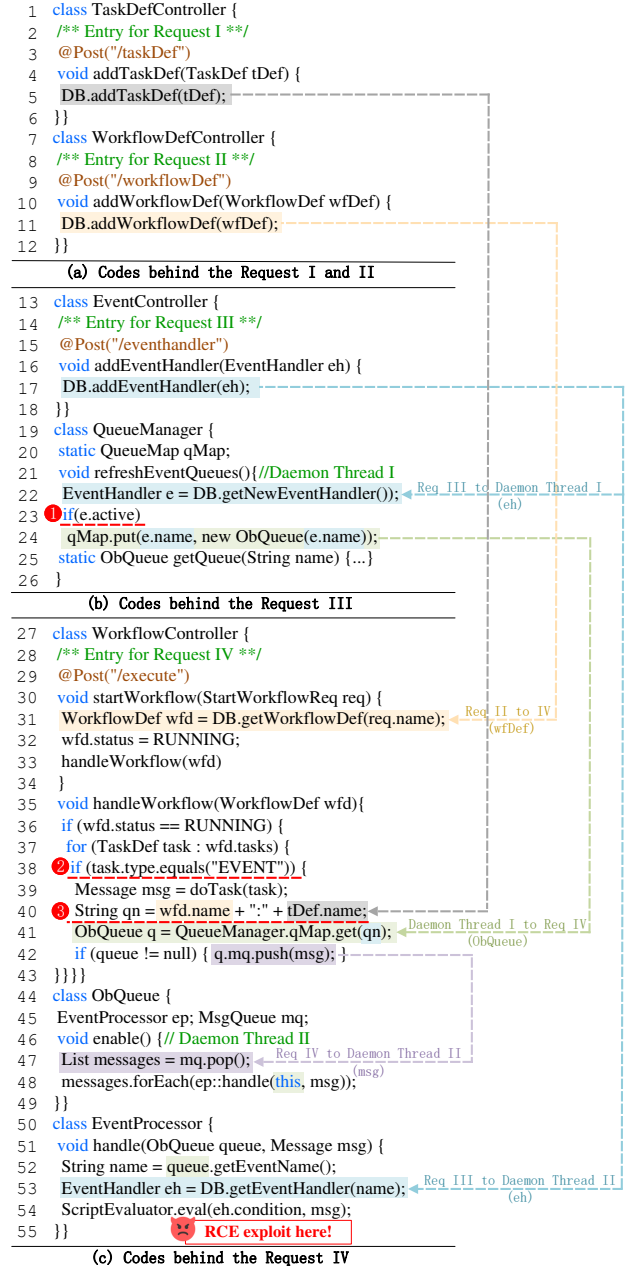 1 class TaskDefController {
2 /** Entry for Request I **/
3 @Post("/taskDef")
4 void addTaskDef(TaskDef tDef) {
5 DB.addTaskDef(tDef);
6 }}
7 class WorkflowDefController {
8 /** Entry for Request II **/
9 @Post("/workflowDef")
10 void addWorkflowDef(WorkflowDef wfDef) {
11 DB.addWorkflowDef(wfDef);
12 }}
(a) Codes behind the Request I and II
13 class EventController {
14 /** Entry for Request III **/
15 @Post("/eventhandler")
16 void addEventHandler(EventHandler eh) {
17 DB.addEventHandler(eh);
18 }}
19 class QueueManager {
20 static QueueMap qMap;
21 void refreshEventQueues(){//Daemon Thread I
22 EventHandler e = DB.getNewEventHandler());
Req III to Daemon Thread I
(eh)
23 1 if(e.active)
24 qMap.put(e.name, new ObQueue(e.name));
25 static ObQueue getQueue(String name) {...}
26 }
(b) Codes behind the Request III
27 class WorkflowController {
28 /** Entry for Request IV **/
29 @Post("/execute")
30 void startWorkflow(StartWorkflowReq req) {
31 WorkflowDef wfd = DB.getWorkflowDef(req.name);
Req II to IV
(wfDef)
32 wfd.status = RUNNING;
33 handleWorkflow(wfd)
34 }
35 void handleWorkflow(WorkflowDef wfd){
36 if (wfd.status == RUNNING) {
37 for (TaskDef task : wfd.tasks) {
38 2 if (task.type.equals("EVENT")) {
39 Message msg = doTask(task);
40 3 String qn = wfd.name + ":" + tDef.name;
41 ObQueue q = QueueManager.qMap.get(qn);
Daemon Thread I to Req IV
(ObQueue)
42 if (queue != null) { q.mq.push(msg); }
43 }}}}
44 class ObQueue {
45 EventProcessor ep; MsgQueue mq;
46 void enable() {// Daemon Thread II
47 List messages = mq.pop();
Req IV to Daemon Thread II
(msg)
48 messages.forEach(ep::handle(this, msg));
49 }}
50 class EventProcessor {
51 void handle(ObQueue queue, Message msg) {
52 String name = queue.getEventName();
53 EventHandler eh = DB.getEventHandler(name);
Req III to Daemon Thread II
(eh)
54 ScriptEvaluator.eval(eh.condition, msg);
55 }}
RCE exploit here!
(c) Codes behind the Request IV